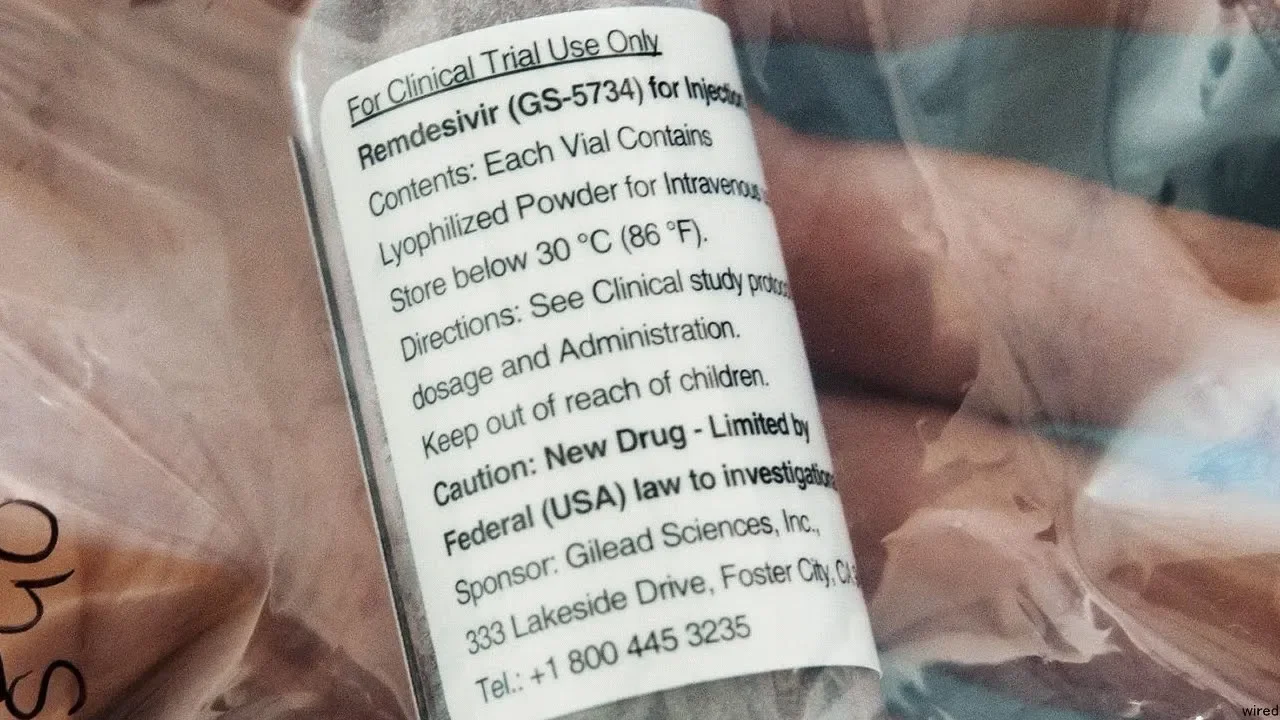 For Clinical Trial Use Only
Remdesivir (GS-5734) for Injection
Contents: Each Vial Contains
Lyophilized Powder for Intravenous
Store below 30 °C (86 °F).
Directions: See Clinical study protoco
dosage and Administration.
Keep out of reach of children.
Caution: New Drug - Limited by
Federal (USA) law to investigation
Sponsor: Gilead Sciences, Inc.,
333 Lakeside Drive, Foster City, CA
Tel.: +1 800 445 3235
wired